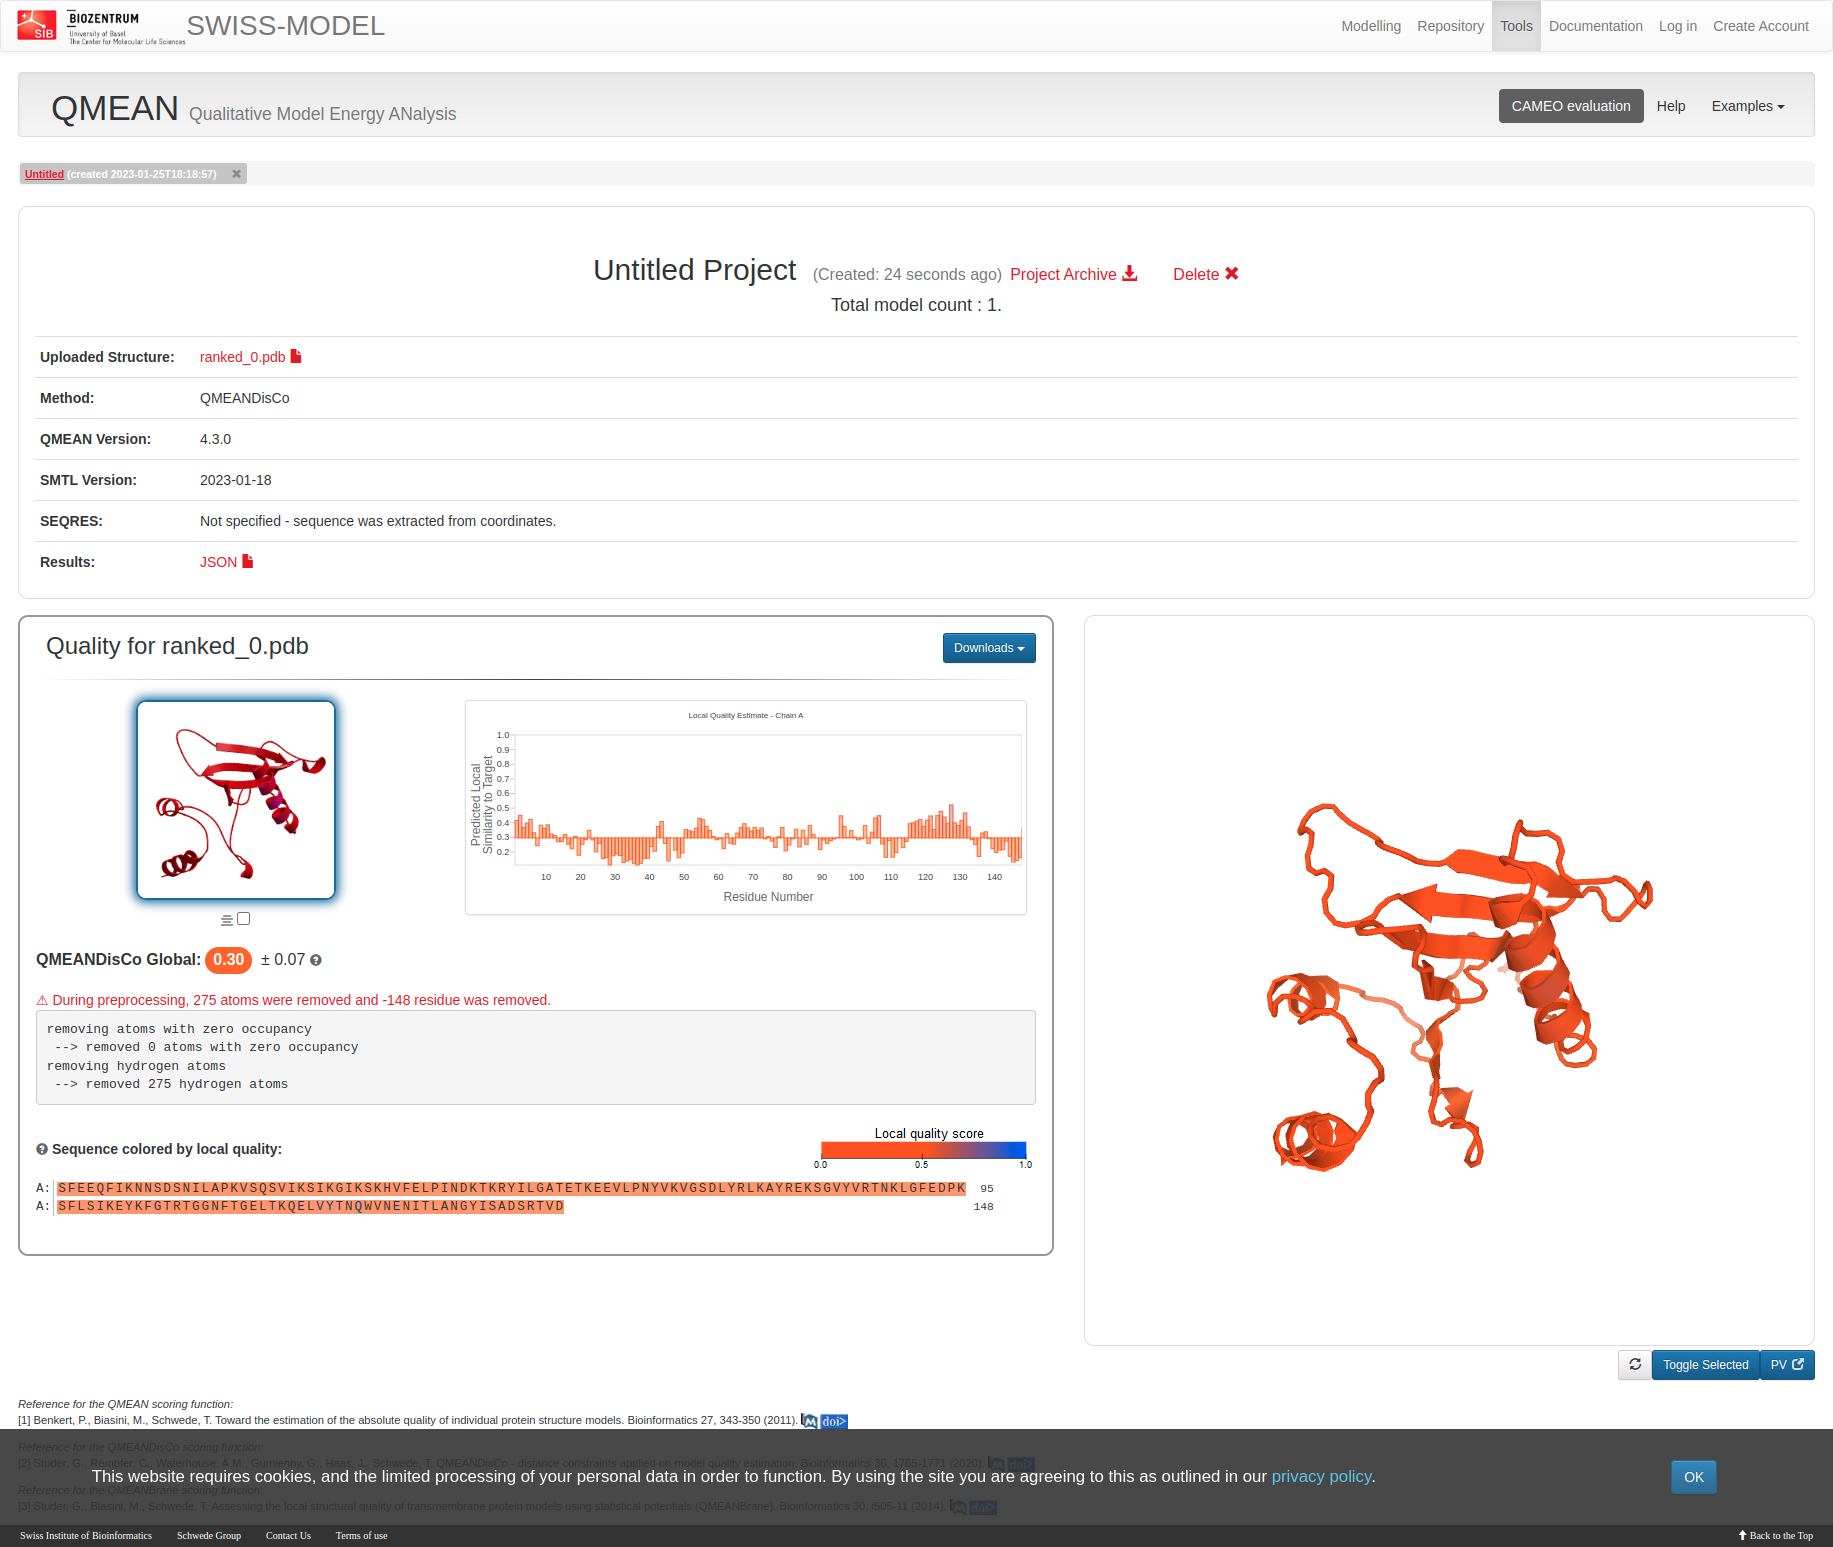 SIB
BIOZENTRUM
University of Basel
The Center for Molecular Life Sciences
SWISS-MODEL
Modelling Repository Tools Documentation Log in Create Account
QMEAN Qualitative Model Energy ANalysis
CAMEO evaluation Help Examples
Untitled (created 2023-01-25T18:18:57) ✖
Untitled Project (Created: 24 seconds ago) Project Archive Delete ✖
Total model count : 1.
Uploaded Structure: ranked_0.pdb
Method: QMEANDisCo
QMEAN Version: 4.3.0
SMTL Version: 2023-01-18
SEQRES: Not specified - sequence was extracted from coordinates.
Results: JSON
Quality for ranked_0.pdb
Downloads
Local Quality Estimate - Chain A
Predicted Local
Similarity to Target
1.0
0.9
0.8
0.7
0.6
0.5
0.4
0.3
0.2
10 20 30 40 50 60 70 80 90 100 110 120 130 140
Residue Number
QMEANDisCo Global: 0.30 ± 0.07
⚠ During preprocessing, 275 atoms were removed and -148 residue was removed.
removing atoms with zero occupancy
--> removed 0 atoms with zero occupancy
removing hydrogen atoms
--> removed 275 hydrogen atoms
Sequence colored by local quality:
Local quality score
0.0 0.5 1.0
A: SFEEQFIKNNSDSNILAPKVSQSVIKSIKGIKSKHVFELPINDKTKRYILGATETKEEVLPNYVKVGSDLYRLKAYREKSGVYVRTNKLGFEDPK 95
A: SFLSIKEYKFGTRTGGNFTGELTKQELVYTNQWVNENITLANGYISADSRTVD 148
Toggle Selected PV
Reference for the QMEAN scoring function:
[1] Benkert, P., Biasini, M., Schwede, T. Toward the estimation of the absolute quality of individual protein structure models. Bioinformatics 27, 343-350 (2011). M doi>
Reference for the QMEANDisCo scoring function:
[2] Studer, G., Rempfer, C., Waterhouse, A.M., Gumienny, G., Haas, J., Schwede, T. QMEANDisCo - distance constraints applied on model quality estimation. Bioinformatics 36, 1765-1771 (2020). M doi>
This website requires cookies, and the limited processing of your personal data in order to function. By using the site you are agreeing to this as outlined in our privacy policy.
OK
Reference for the QMEANBrane scoring function:
[3] Studer, G., Biasini, M., Schwede, T. Assessing the local structural quality of transmembrane protein models using statistical potentials (QMEANBrane). Bioinformatics 30, i505-11 (2014). M doi>
Swiss Institute of Bioinformatics Schwede Group Contact Us Terms of use Back to the Top